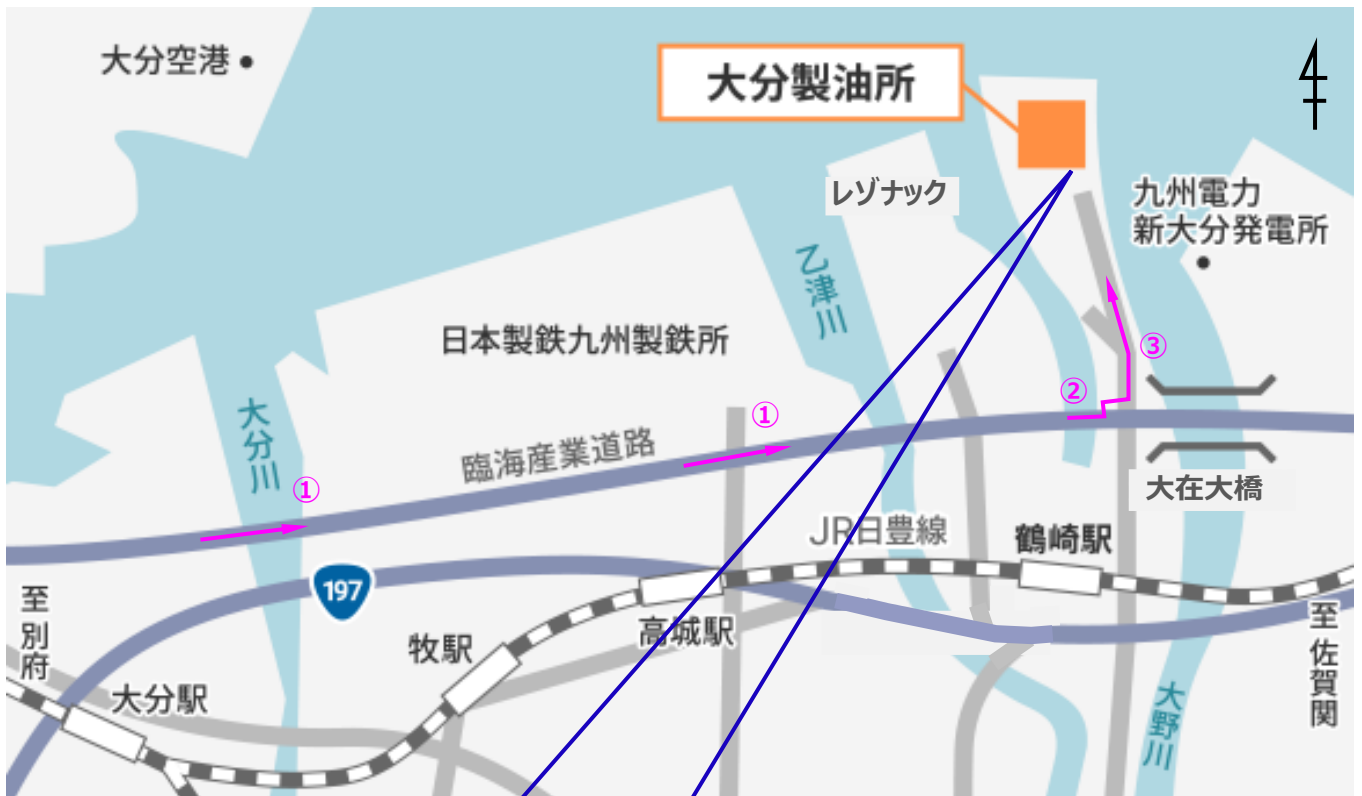 大分空港
大分製油所
レゾナック
九州電力
新大分発電所
乙津川
日本製鉄九州製鉄所
③
②
①
大分川
臨海産業道路
①
大在大橋
JR日豊線
鶴崎駅
197
至別府
牧駅
高城駅
至佐賀関
大分駅
大野川